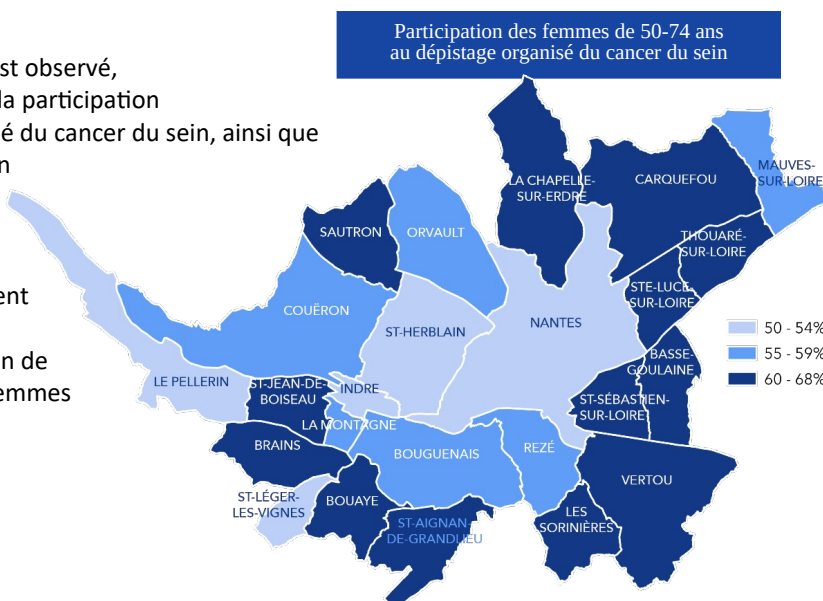 Participation des femmes de 50-74 ans
au dépistage organisé du cancer du sein
st observé,
la participation
é du cancer du sein, ainsi que
n
ent
n de
emmes
LA CHAPELLE-
SUR-ERDRE
CARQUEFOU
MAUVES-
SUR-LOIRE
SAUTRON
ORVAULT
THOUARÉ-
SUR-LOIRE
STE-LUCE-
SUR-LOIRE
COUËRON
ST-HERBLAIN
NANTES
50 - 54%
55 - 59%
60 - 68%
BASSE-
GOULAINE
LE PELLERIN
ST-JEAN-DE-
BOISEAU
INDRE
ST-SÉBASTIEN-
SUR-LOIRE
LA MONTAGNE
BRAINS
BOUGUENAIS
REZÉ
VERTOU
ST-LÉGER-
LES-VIGNES
BOUAYE
ST-AIGNAN-
DE-GRANDLIEU
LES
SORINIÈRES